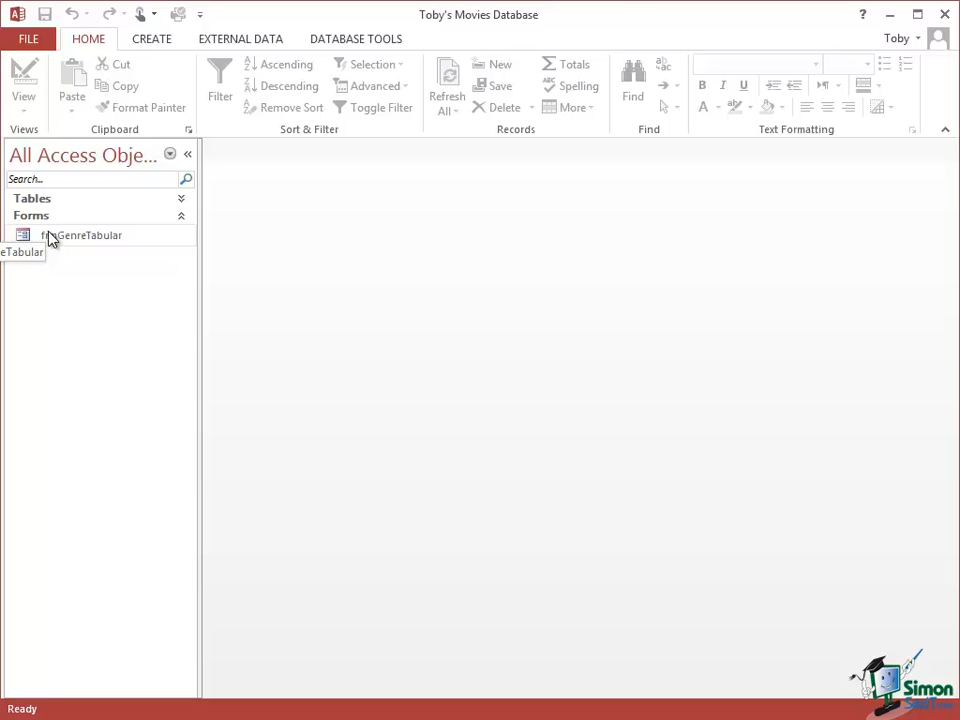 Toby's Movies Database
?
FILE HOME CREATE EXTERNAL DATA DATABASE TOOLS Toby
View
Views
Paste
Cut
Copy
Format Painter
Clipboard
Filter
Ascending
Descending
Remove Sort
Selection
Advanced
Toggle Filter
Sort & Filter
Refresh
All
New
Save
Delete
Totals
Spelling
More
Records
Find
Find
B I U
A
Text Formatting
All Access Obje...
Search...
Tables
Forms
GenreTabular
eTabular
Ready
Simon